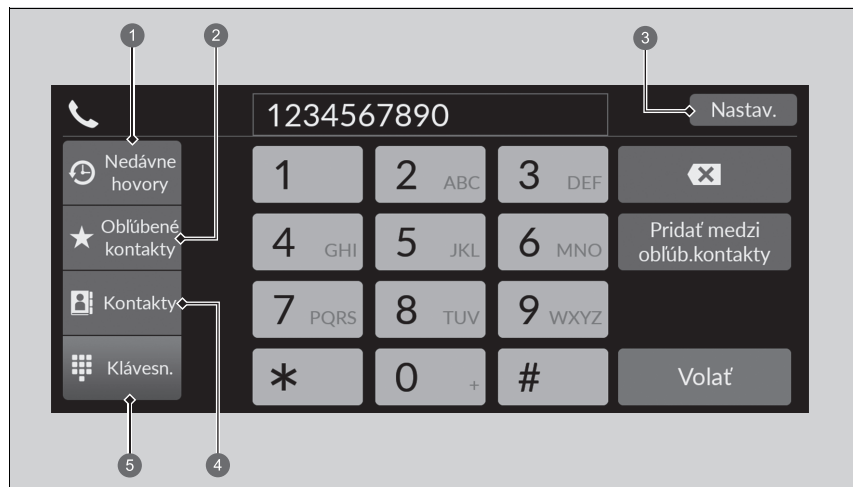 1
2
3
1234567890
Nastav.
Nedávne
hovory
Obľúbené
kontakty
Kontakty
Klávesn.
1
2 ABC
3 DEF
4 GHI
5 JKL
6 MNO
Pridať medzi
obľúb.kontakty
7 PQRS
8 TUV
9 WXYZ
*
0 +
#
Volať
5
4